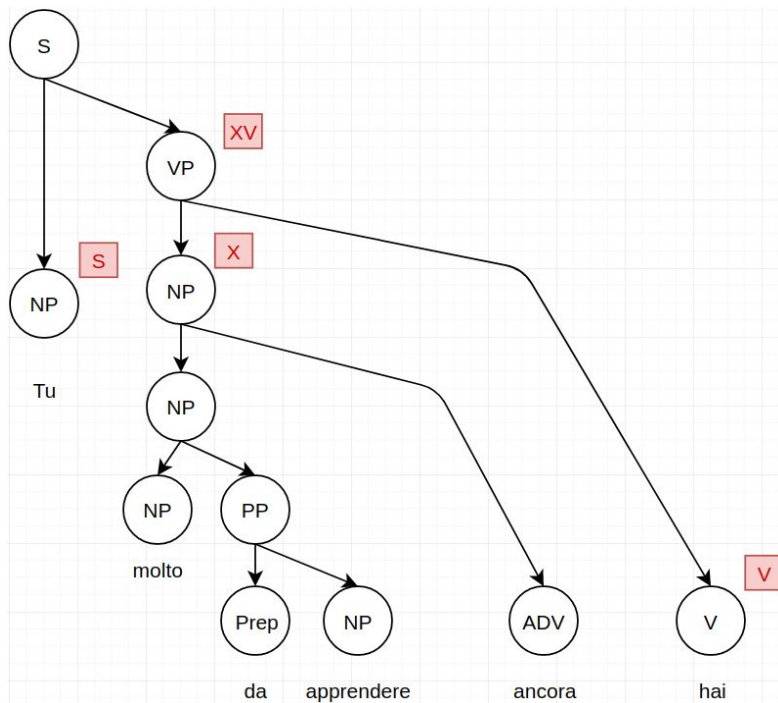 S
XV
VP
S
X
NP
NP
Tu
NP
NP
PP
molto
V
Prep
NP
ADV
V
da apprendere ancora hai